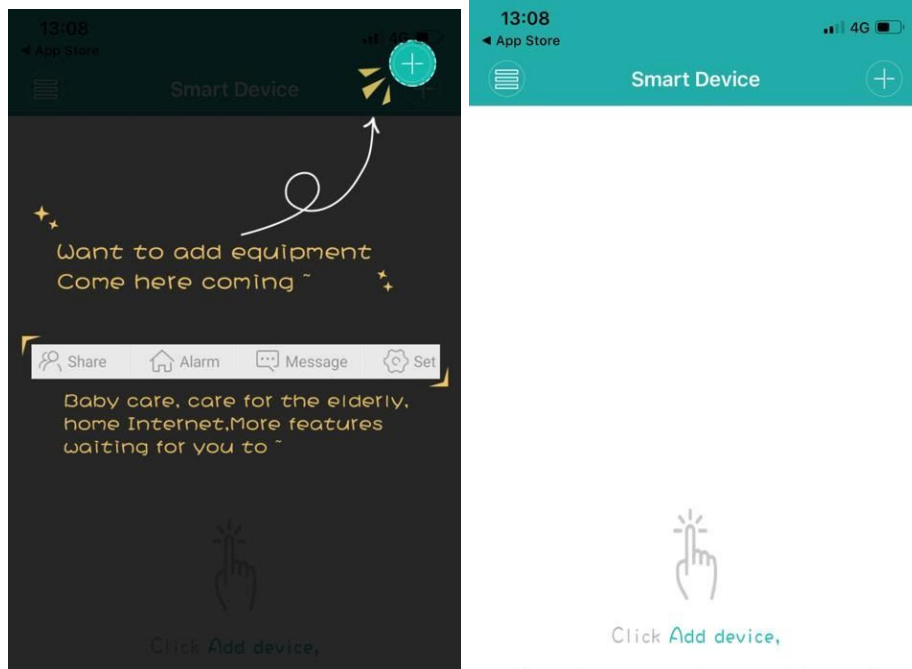 13:08
4G
◄ App Store
Smart Device
Want to add equipment
Come here coming ~
Share Alarm Message Set
Baby care, care for the elderly,
home Internet,More features
waiting for you to ~
Click Add device,
13:08
4G
◄ App Store
Smart Device
Click Add device,